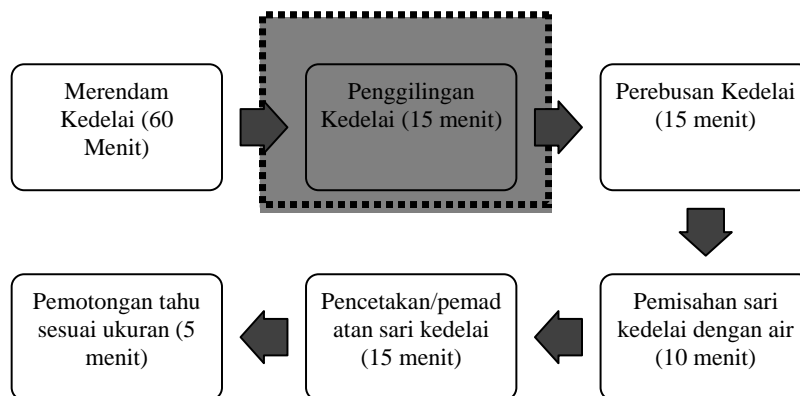 Merendam
Kedelai (60
Menit)
Penggilingan
Kedelai (15 menit)
Perebusan Kedelai
(15 menit)
Pemotongan tahu
sesuai ukuran (5
menit)
Pencetakan/pemad
atan sari kedelai
(15 menit)
Pemisahan sari
kedelai dengan air
(10 menit)